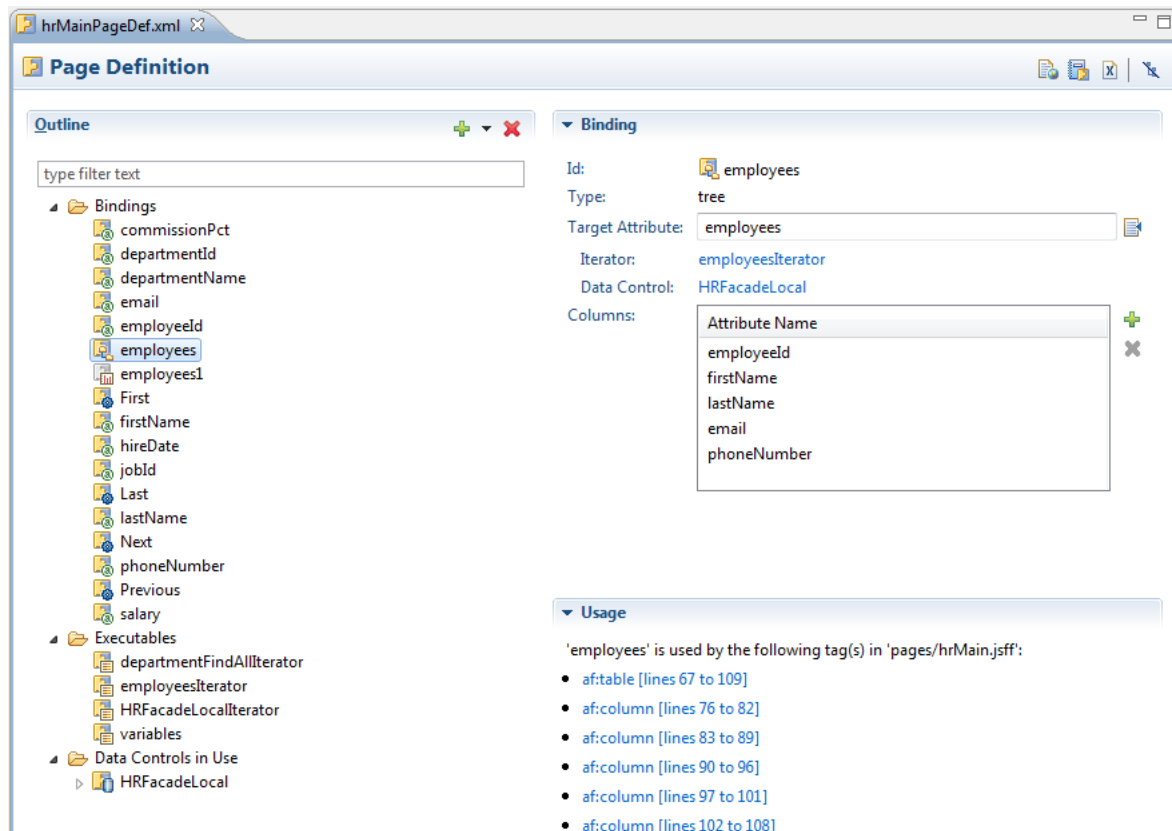 hrMainPageDef.xml
Page Definition
Outline
type filter text
Bindings
commissionPct
departmentId
departmentName
email
employeeId
employees
employees1
First
firstName
hireDate
jobId
Last
lastName
Next
phoneNumber
Previous
salary
Executables
departmentFindAllIterator
employeesIterator
HRFacadeLocalIterator
variables
Data Controls in Use
HRFacadeLocal
Binding
Id: employees
Type: tree
Target Attribute: employees
Iterator: employeesIterator
Data Control: HRFacadeLocal
Columns:
Attribute Name
employeeId
firstName
lastName
email
phoneNumber
Usage
'employees' is used by the following tag(s) in 'pages/hrMain.jsff':
• af:table [lines 67 to 109]
• af:column [lines 76 to 82]
• af:column [lines 83 to 89]
• af:column [lines 90 to 96]
• af:column [lines 97 to 101]
• af:column [lines 102 to 108]